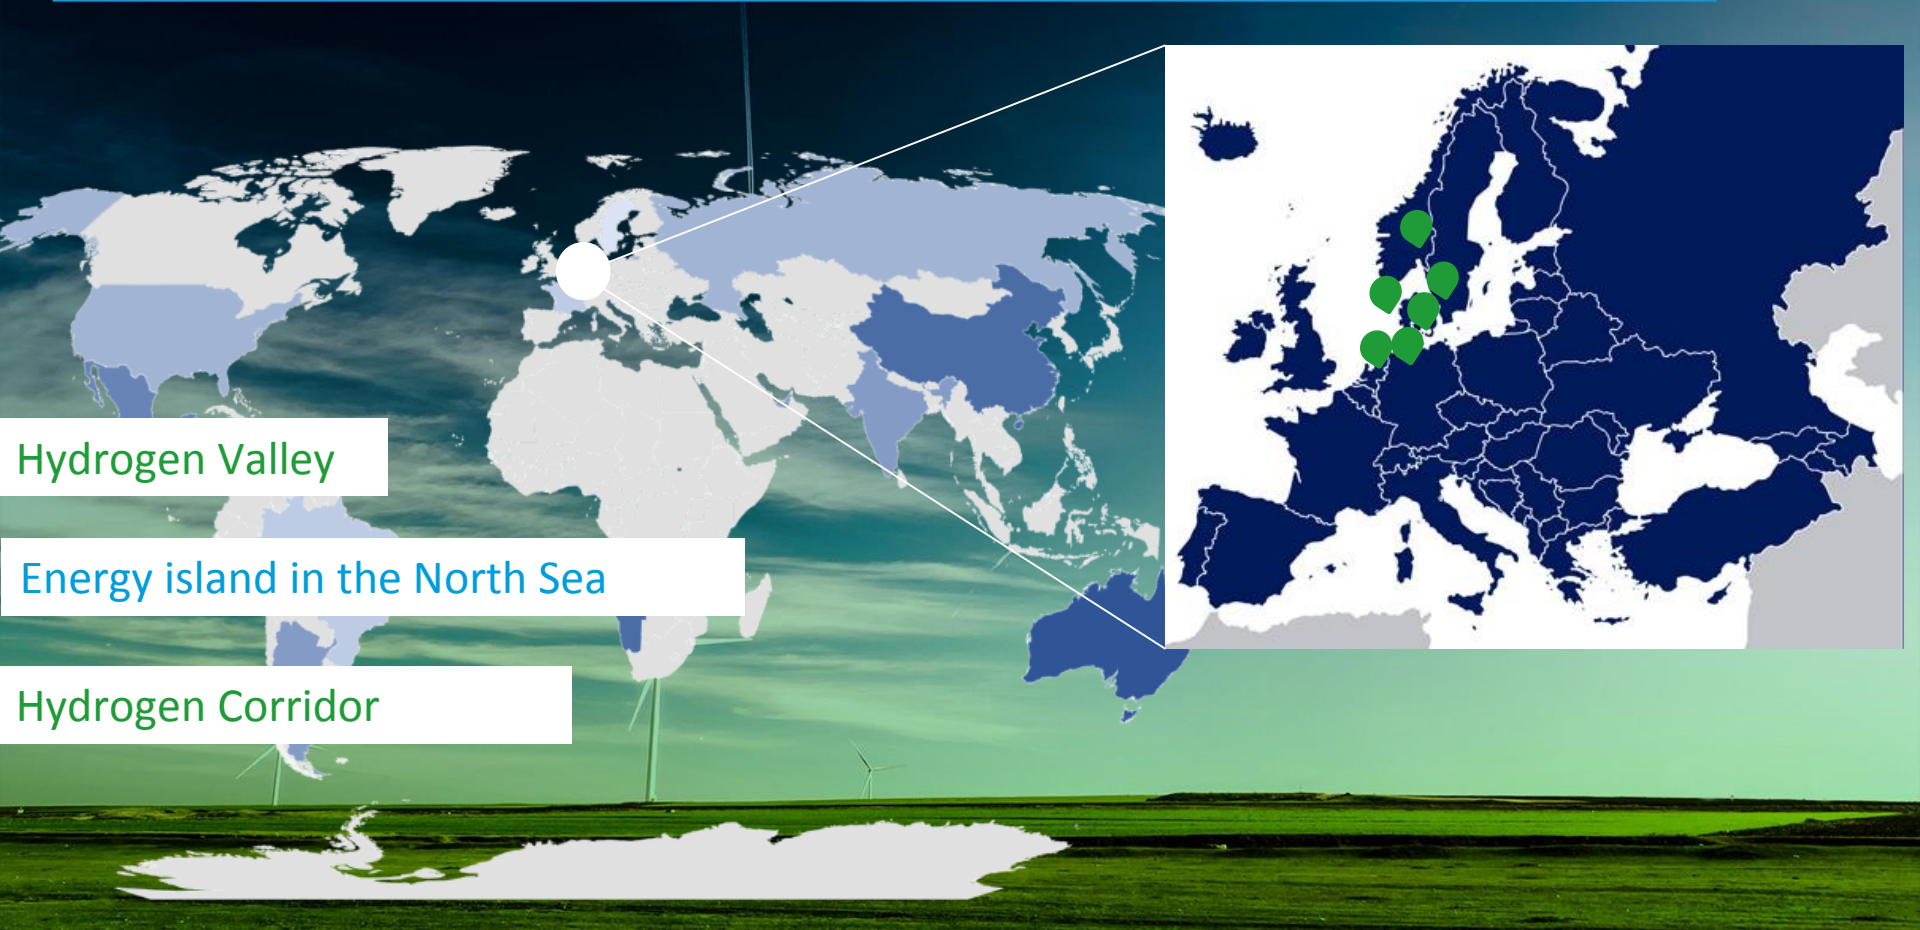 Hydrogen Valley
Energy island in the North Sea
Hydrogen Corridor